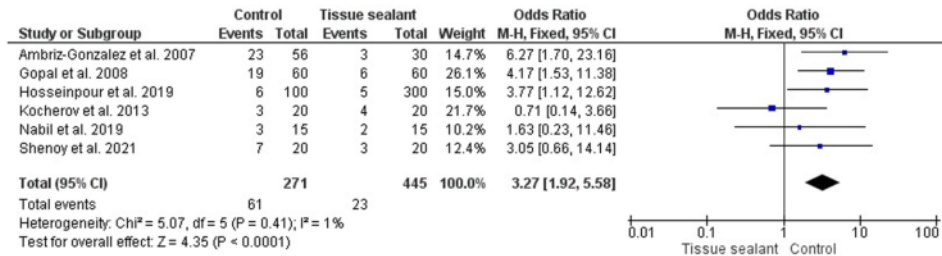 Control Tissue sealant Odds Ratio Odds Ratio
Study or Subgroup Events Total Events Total Weight M-H, Fixed, 95% CI M-H, Fixed, 95% CI
Ambriz-Gonzalez et al. 2007 23 56 3 30 14.7% 6.27 [1.70, 23.16]
Gopal et al. 2008 19 60 6 60 26.1% 4.17 [1.53, 11.38]
Hosseinpour et al. 2019 6 100 5 300 15.0% 3.77 [1.12, 12.62]
Kocherov et al. 2013 3 20 4 20 21.7% 0.71 [0.14, 3.66]
Nabil et al. 2019 3 15 2 15 10.2% 1.63 [0.23, 11.46]
Shenoy et al. 2021 7 20 3 20 12.4% 3.05 [0.66, 14.14]
Total (95% CI) 271 445 100.0% 3.27 [1.92, 5.58]
Total events 61 23
Heterogeneity: Chi² = 5.07, df = 5 (P = 0.41); I² = 1%
Test for overall effect: Z = 4.35 (P < 0.0001)
0.01 0.1 1 10 100
Tissue sealant Control